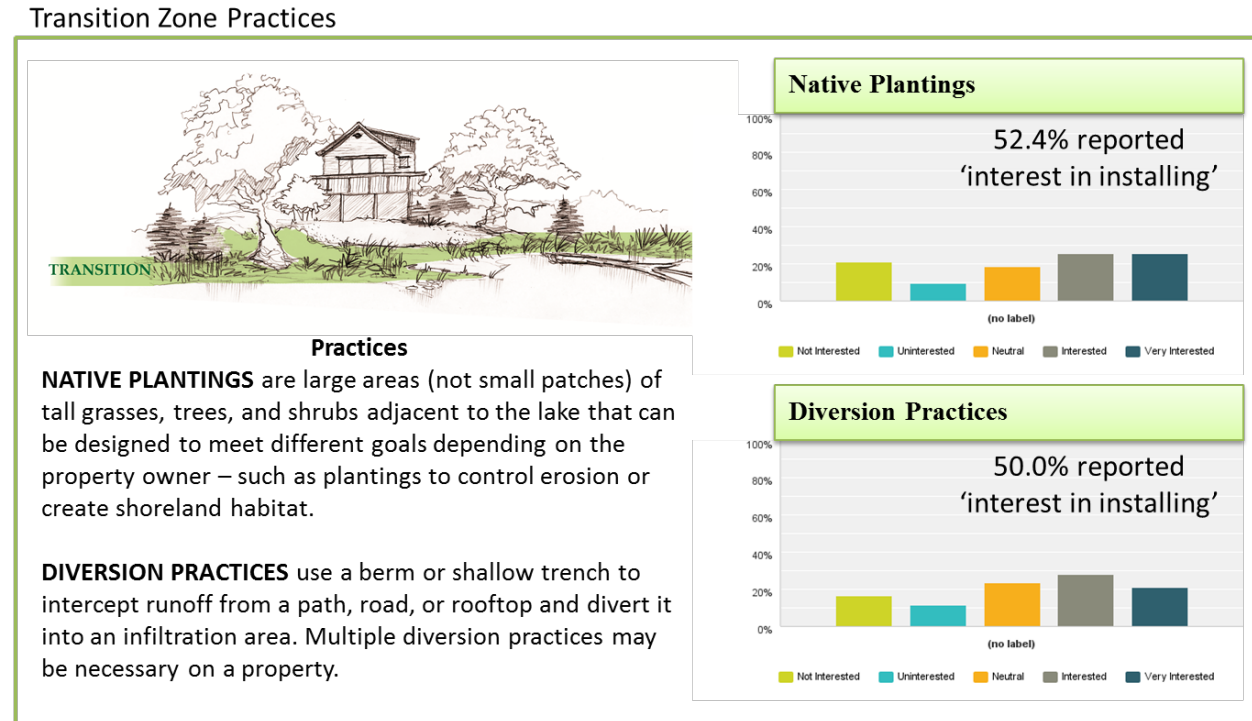 Transition Zone Practices
TRANSITION
Practices
NATIVE PLANTINGS are large areas (not small patches) of
tall grasses, trees, and shrubs adjacent to the lake that can
be designed to meet different goals depending on the
property owner – such as plantings to control erosion or
create shoreland habitat.
DIVERSION PRACTICES use a berm or shallow trench to
intercept runoff from a path, road, or rooftop and divert it
into an infiltration area. Multiple diversion practices may
be necessary on a property.
Native Plantings
52.4% reported
‘interest in installing’
100%
80%
60%
40%
20%
0%
(no label)
Not Interested Uninterested Neutral Interested Very Interested
Diversion Practices
50.0% reported
‘interest in installing’
100%
80%
60%
40%
20%
0%
(no label)
Not Interested Uninterested Neutral Interested Very Interested